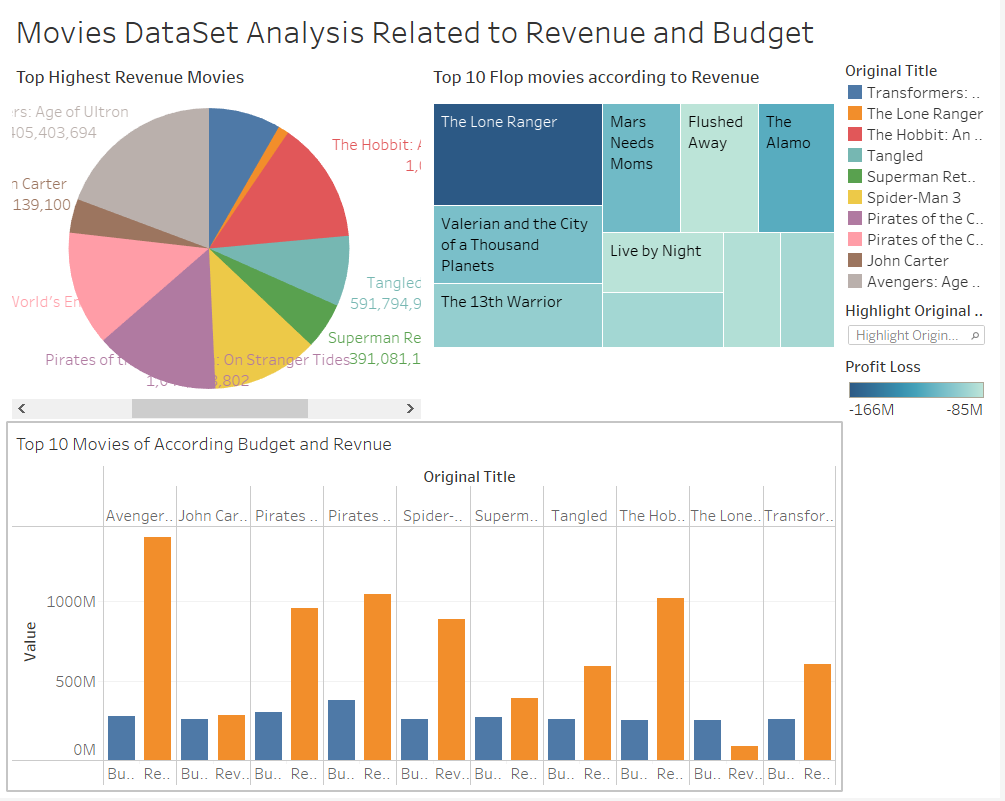 Movies DataSet Analysis Related to Revenue and Budget
Top Highest Revenue Movies
rs: Age of Ultron
405,403,694
The Hobbit: A
1,0
n Carter
139,100
Tangled
591,794,9
World's En
Superman Re
391,081,1
Pirates of t : On Stranger Tides
,802
Top 10 Flop movies according to Revenue
The Lone Ranger
Mars
Needs
Moms
Flushed
Away
The
Alamo
Valerian and the City
of a Thousand
Planets
Live by Night
The 13th Warrior
Original Title
Transformers: ..
The Lone Ranger
The Hobbit: An ..
Tangled
Superman Ret..
Spider-Man 3
Pirates of the C..
Pirates of the C..
John Carter
Avengers: Age ..
Highlight Original ..
Highlight Origin...
Profit Loss
-166M -85M
Top 10 Movies of According Budget and Revnue
Original Title
Avenger.. John Car.. Pirates .. Pirates .. Spider-.. Superm.. Tangled The Hob.. The Lone.. Transfor..
Value
1000M
500M
0M
Bu.. Re.. Bu.. Rev.. Bu.. Re.. Bu.. Re.. Bu.. Rev.. Bu.. Re.. Bu.. Re.. Bu.. Re.. Bu.. Rev.. Bu.. Re..